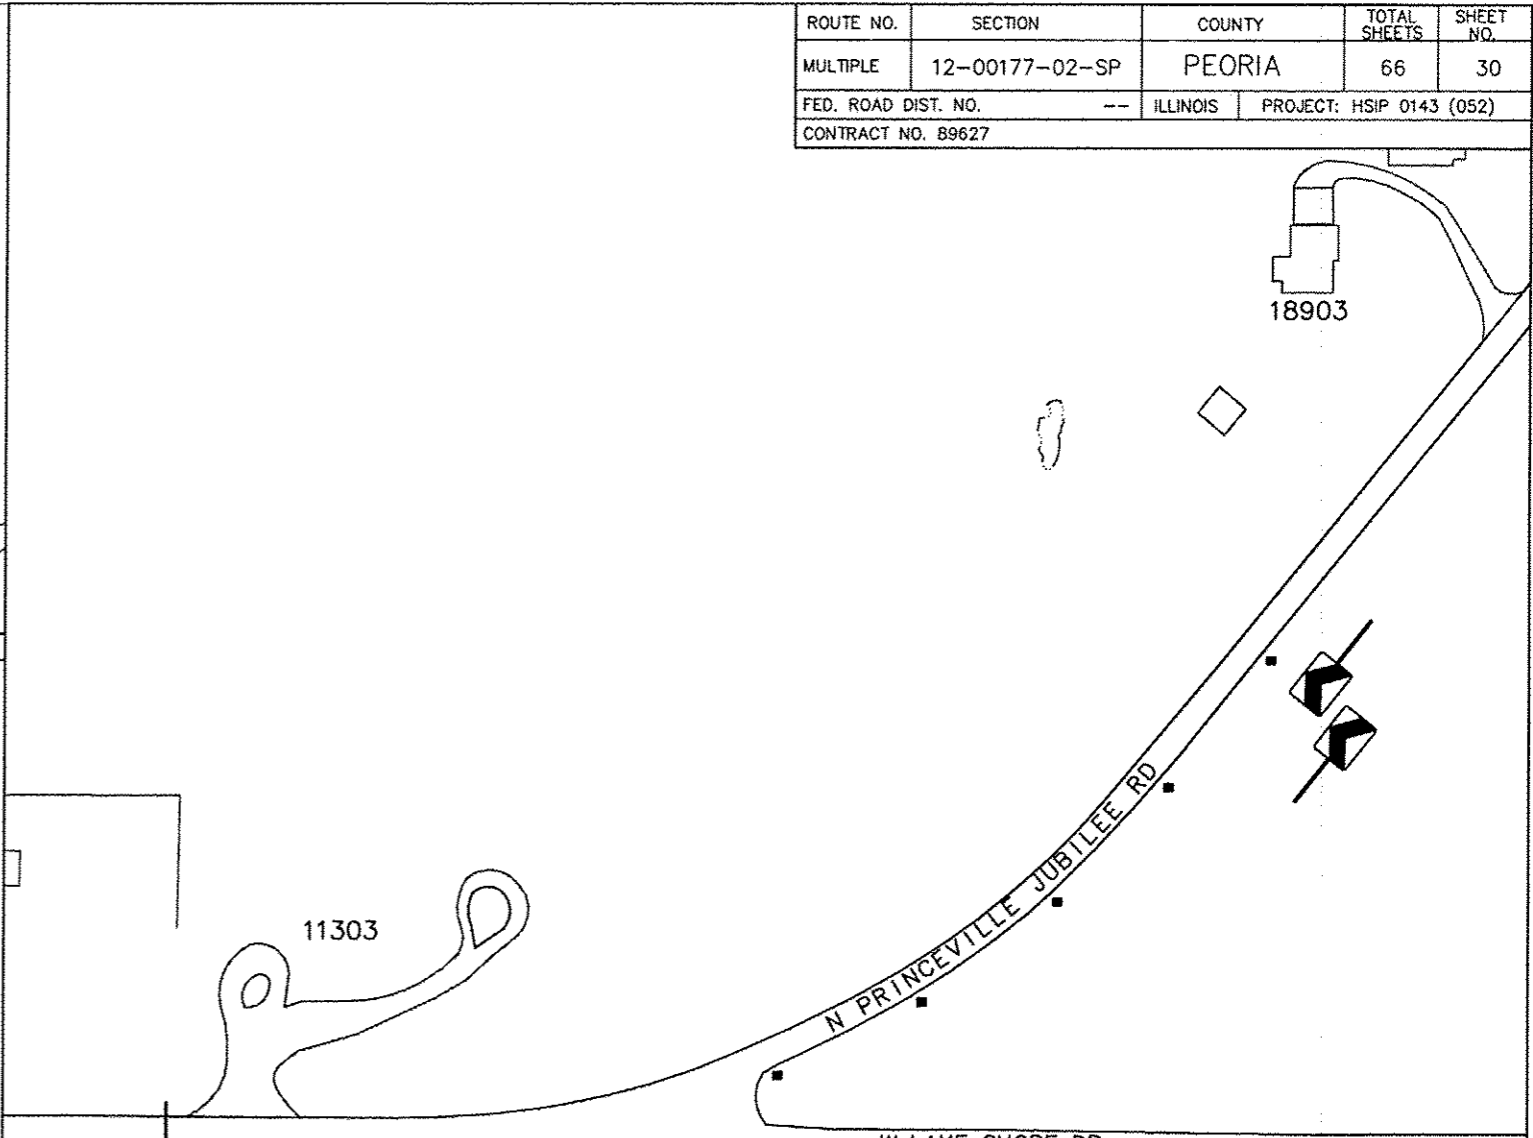 ROUTE NO. SECTION COUNTY TOTAL SHEETS SHEET NO.
MULTIPLE 12-00177-02-SP PEORIA 66 30
FED. ROAD DIST. NO. -- ILLINOIS PROJECT: HSIP 0143 (052)
CONTRACT NO. 89627
18903
N PRINCEVILLE JUBILEE RD
11303